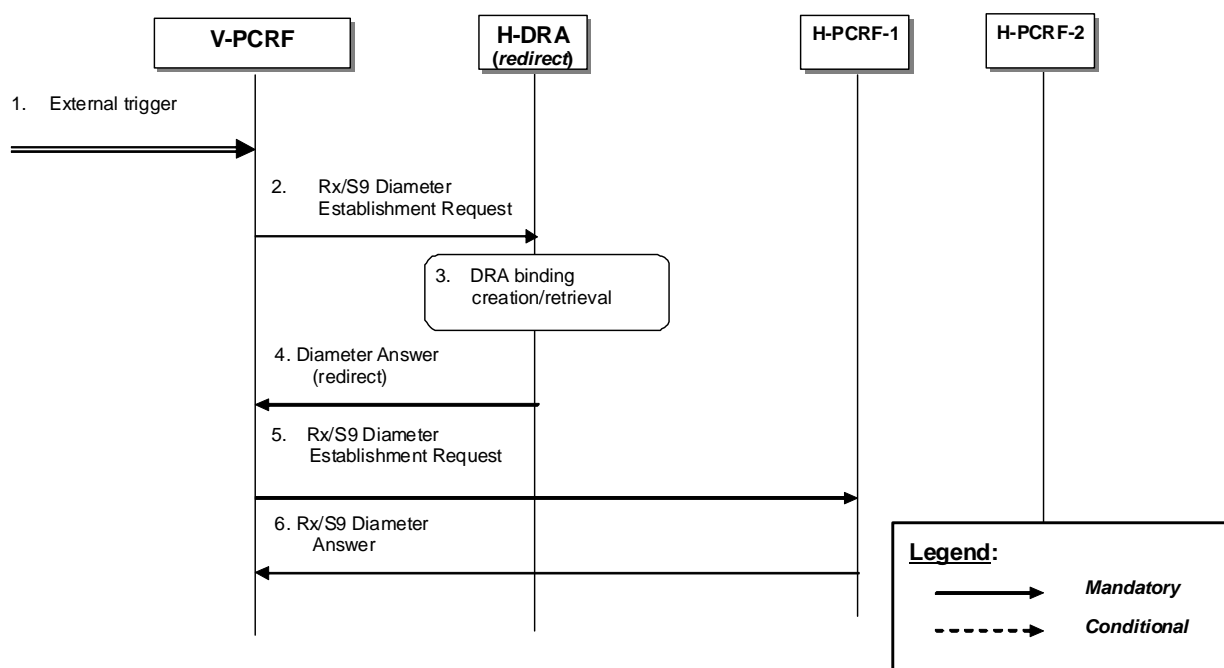 V-PCRF
H-DRA
(redirect)
H-PCRF-1
H-PCRF-2
1. External trigger
2. Rx/S9 Diameter
Establishment Request
3. DRA binding
creation/retrieval
4. Diameter Answer
(redirect)
5. Rx/S9 Diameter
Establishment Request
6. Rx/S9 Diameter
Answer
Legend:
Mandatory
Conditional